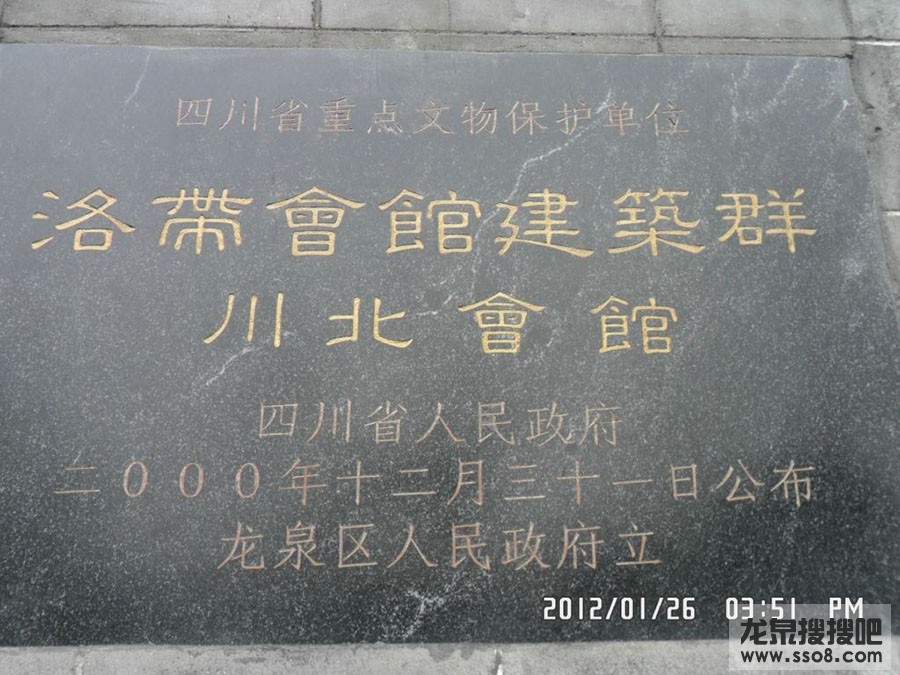 四川省重点文物保护单位
洛帶會館建築群
川北會館
四川省人民政府
二000年十二月三十一日公布
龙泉区人民政府立
2012/01/26 03:51 PM
龙泉搜搜吧
www.sso8.com